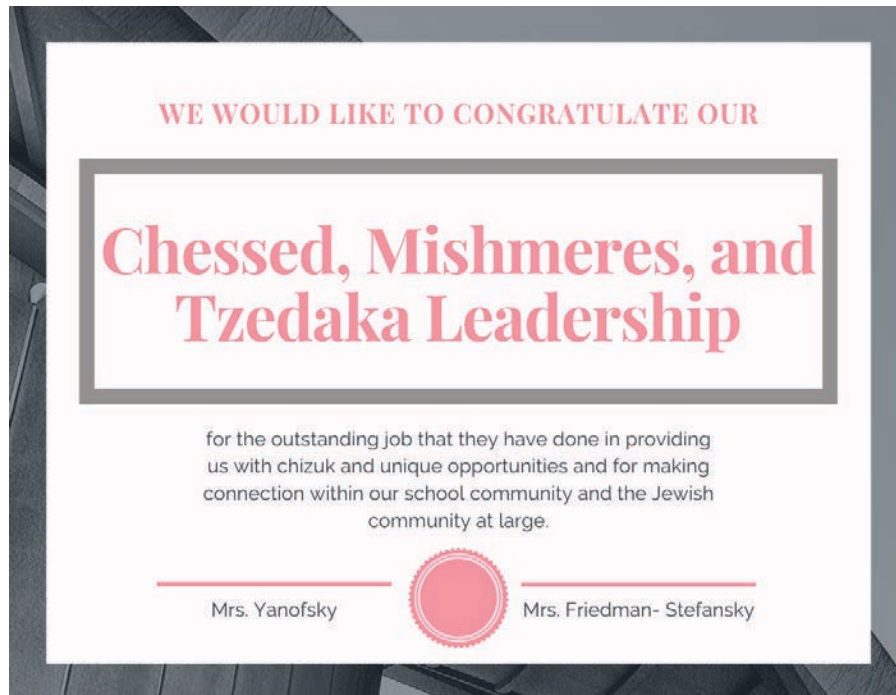 WE WOULD LIKE TO CONGRATULATE OUR
Chessed, Mishmeres, and
Tzedaka Leadership
for the outstanding job that they have done in providing
us with chizuk and unique opportunities and for making
connection within our school community and the Jewish
community at large.
Mrs. Yanofsky
Mrs. Friedman- Stefansky